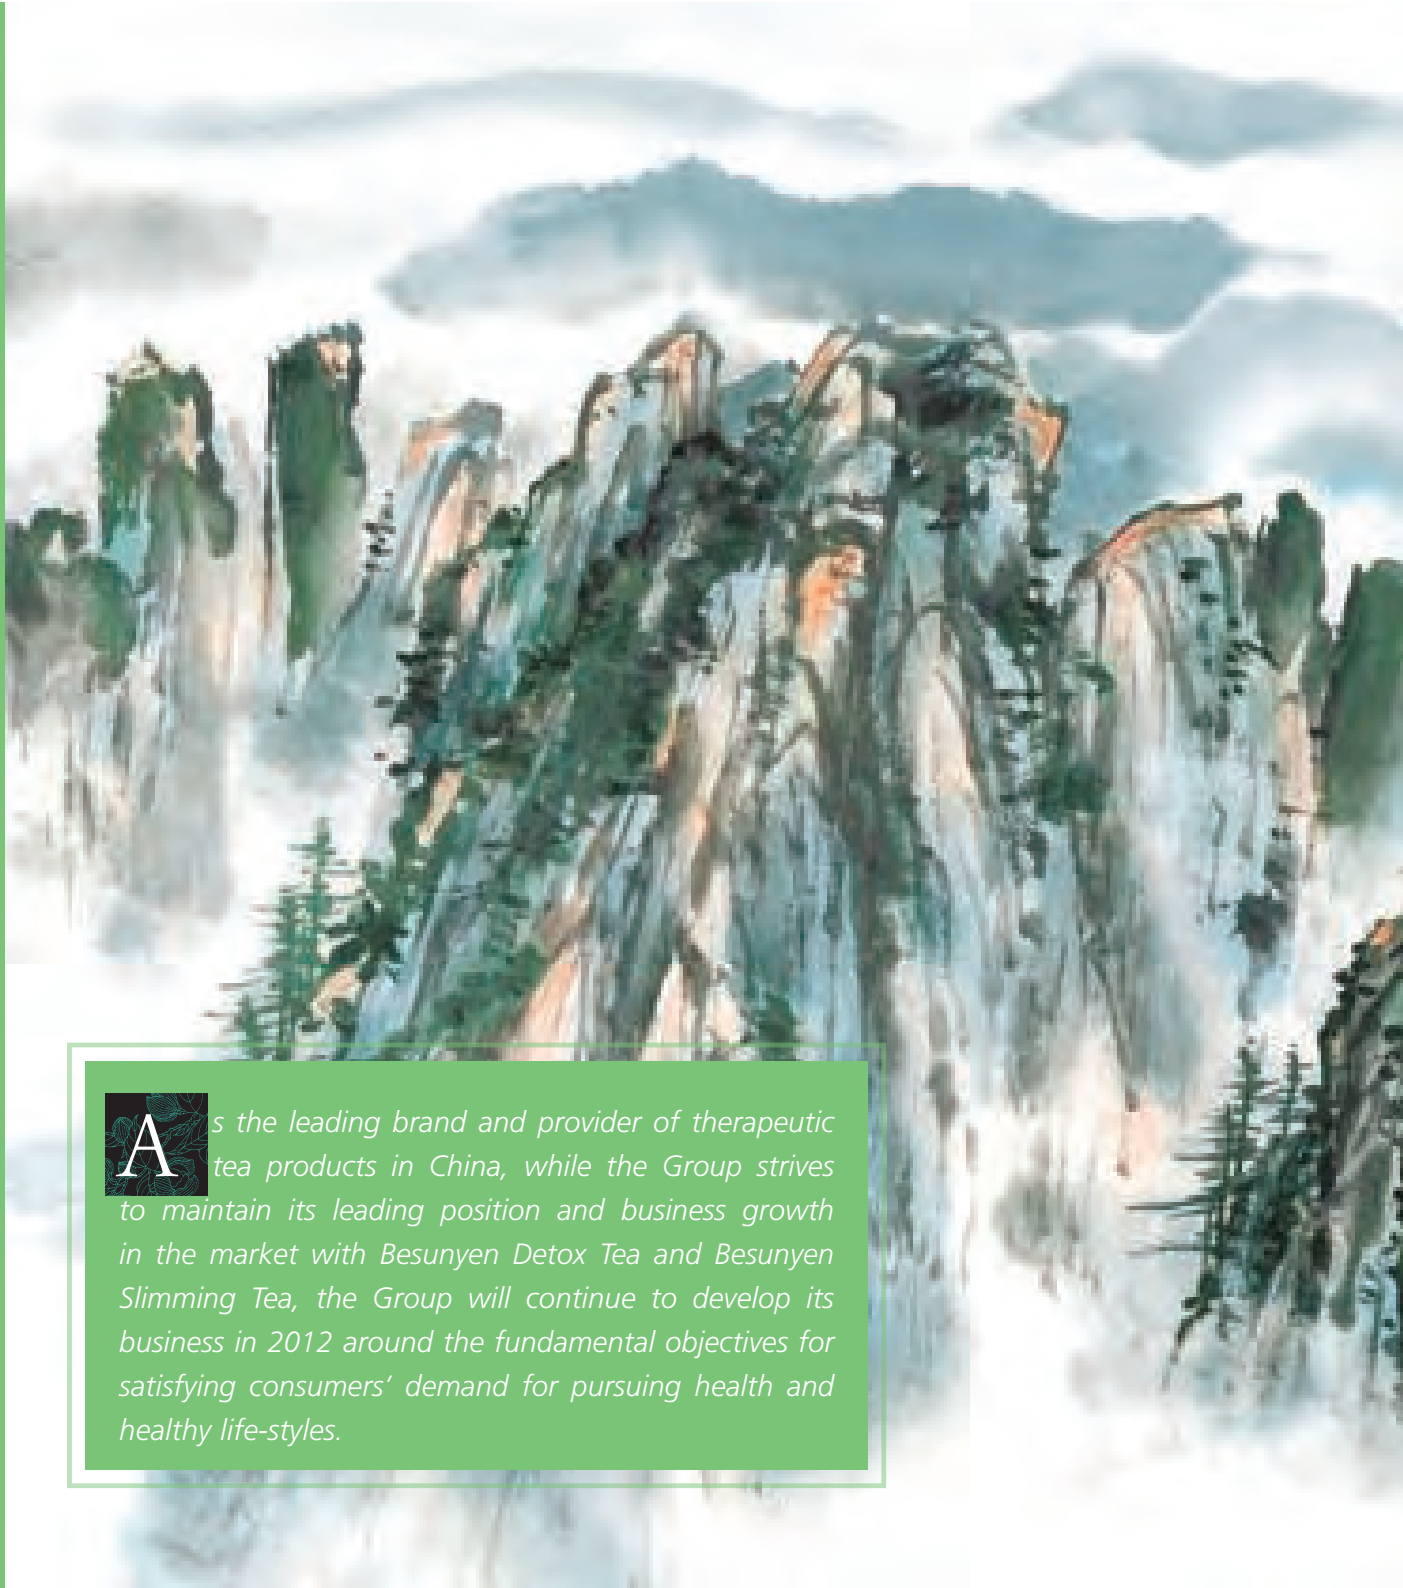 As the leading brand and provider of therapeutic
tea products in China, while the Group strives
to maintain its leading position and business growth
in the market with Besunyen Detox Tea and Besunyen
Slimming Tea, the Group will continue to develop its
business in 2012 around the fundamental objectives for
satisfying consumers’ demand for pursuing health and
healthy life-styles.